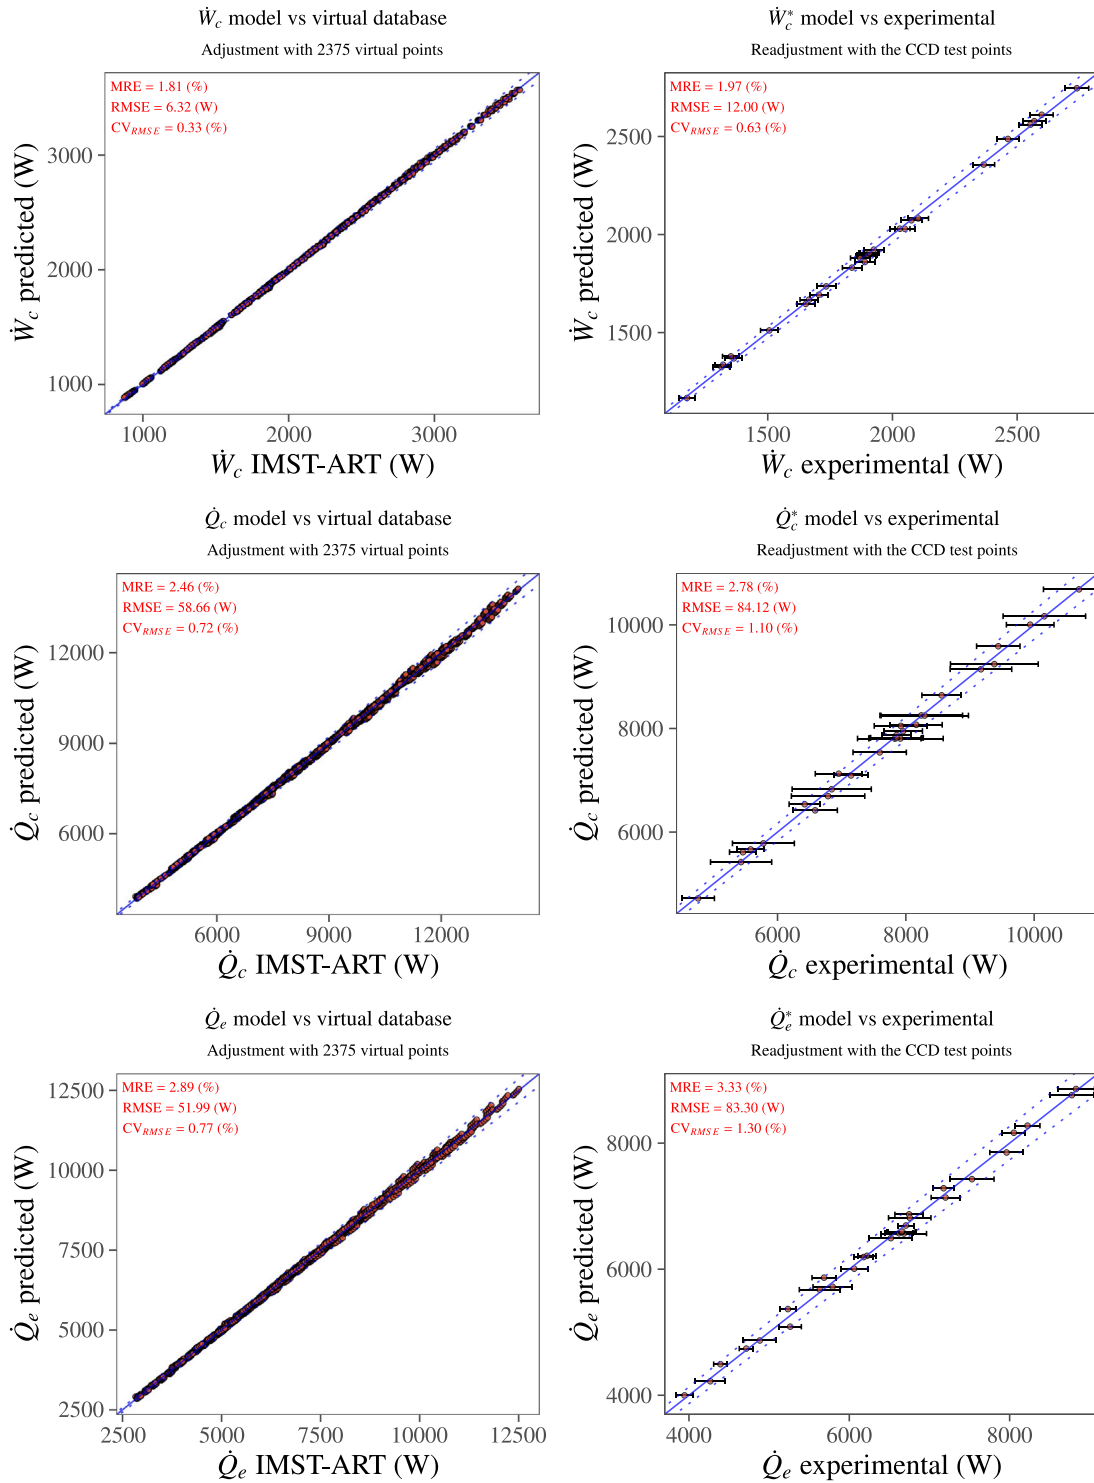 Ẇc model vs virtual database
Adjustment with 2375 virtual points
MRE = 1.81 (%)
RMSE = 6.32 (W)
CVRMSE = 0.33 (%)
Ẇc predicted (W)
3000
2000
1000
1000 2000 3000
Ẇc IMST-ART (W)
Ẇc* model vs experimental
Readjustment with the CCD test points
MRE = 1.97 (%)
RMSE = 12.00 (W)
CVRMSE = 0.63 (%)
Ẇc predicted (W)
2500
2000
1500
1500 2000 2500
Ẇc experimental (W)
Q̇c model vs virtual database
Adjustment with 2375 virtual points
MRE = 2.46 (%)
RMSE = 58.66 (W)
CVRMSE = 0.72 (%)
Q̇c predicted (W)
12000
9000
6000
6000 9000 12000
Q̇c IMST-ART (W)
Q̇c* model vs experimental
Readjustment with the CCD test points
MRE = 2.78 (%)
RMSE = 84.12 (W)
CVRMSE = 1.10 (%)
Q̇c predicted (W)
10000
8000
6000
6000 8000 10000
Q̇c experimental (W)
Q̇e model vs virtual database
Adjustment with 2375 virtual points
MRE = 2.89 (%)
RMSE = 51.99 (W)
CVRMSE = 0.77 (%)
Q̇e predicted (W)
12500
10000
7500
5000
2500
2500 5000 7500 10000 12500
Q̇e IMST-ART (W)
Q̇e* model vs experimental
Readjustment with the CCD test points
MRE = 3.33 (%)
RMSE = 83.30 (W)
CVRMSE = 1.30 (%)
Q̇e predicted (W)
8000
6000
4000
4000 6000 8000
Q̇e experimental (W)